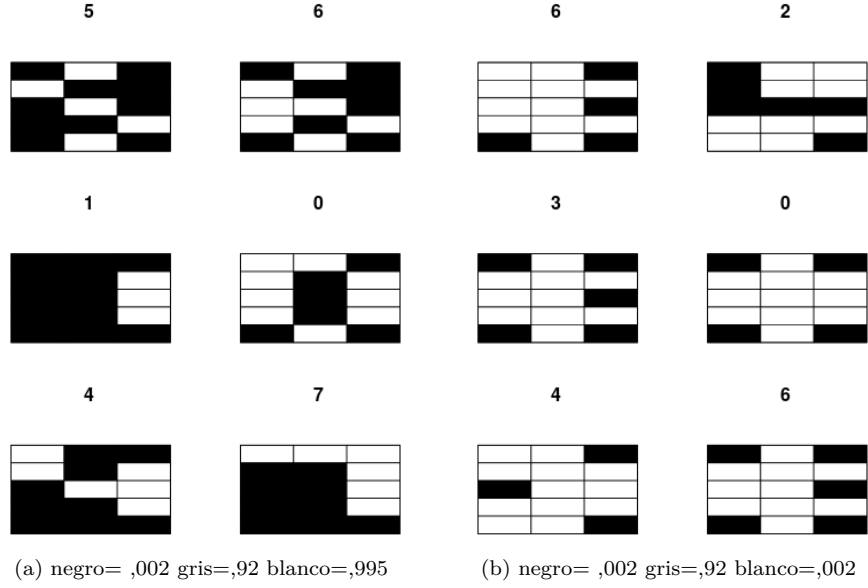 5 6 6 2
1 0 3 0
4 7 4 6
(a) negro= ,002 gris=,92 blanco=,995
(b) negro= ,002 gris=,92 blanco=,002